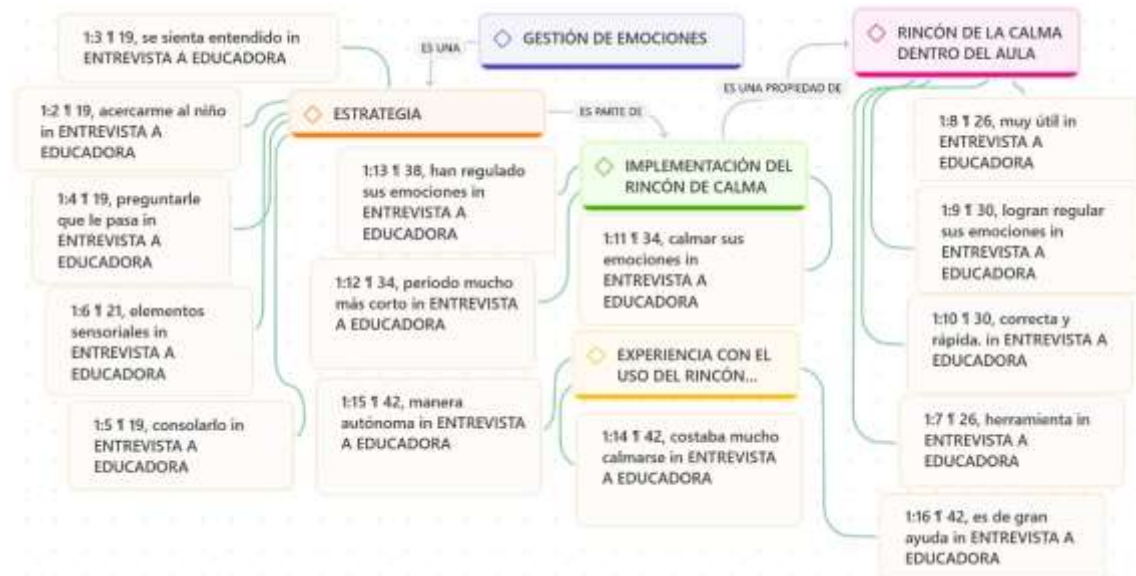 1:3 ¶ 19, se sienta entendido in
ENTREVISTA A EDUCADORA
ES UNA
GESTIÓN DE EMOCIONES
RINCÓN DE LA CALMA
DENTRO DEL AULA
1:2 ¶ 19, acercarme al niño
in ENTREVISTA A
EDUCADORA
ESTRATEGIA
ES PARTE DE
ES UNA PROPIEDAD DE
1:8 ¶ 26, muy útil in
ENTREVISTA A
EDUCADORA
1:4 ¶ 19, preguntarle
que le pasa in
ENTREVISTA A
EDUCADORA
1:13 ¶ 38, han regulado
sus emociones in
ENTREVISTA A
EDUCADORA
IMPLEMENTACIÓN DEL
RINCÓN DE CALMA
1:9 ¶ 30, logran regular
sus emociones in
ENTREVISTA A
EDUCADORA
1:11 ¶ 34, calmar sus
emociones in
ENTREVISTA A
EDUCADORA
1:12 ¶ 34, período mucho
más corto in ENTREVISTA
A EDUCADORA
1:6 ¶ 21, elementos
sensoriales in
ENTREVISTA A
EDUCADORA
1:10 ¶ 30, correcta y
rápida. in ENTREVISTA A
EDUCADORA
EXPERIENCIA CON EL
USO DEL RINCÓN...
1:15 ¶ 42, manera
autónoma in ENTREVISTA
A EDUCADORA
1:5 ¶ 19, consolarlo in
ENTREVISTA A
EDUCADORA
1:14 ¶ 42, costaba mucho
calmarse in ENTREVISTA
A EDUCADORA
1:7 ¶ 26, herramienta in
ENTREVISTA A
EDUCADORA
1:16 ¶ 42, es de gran
ayuda in ENTREVISTA A
EDUCADORA